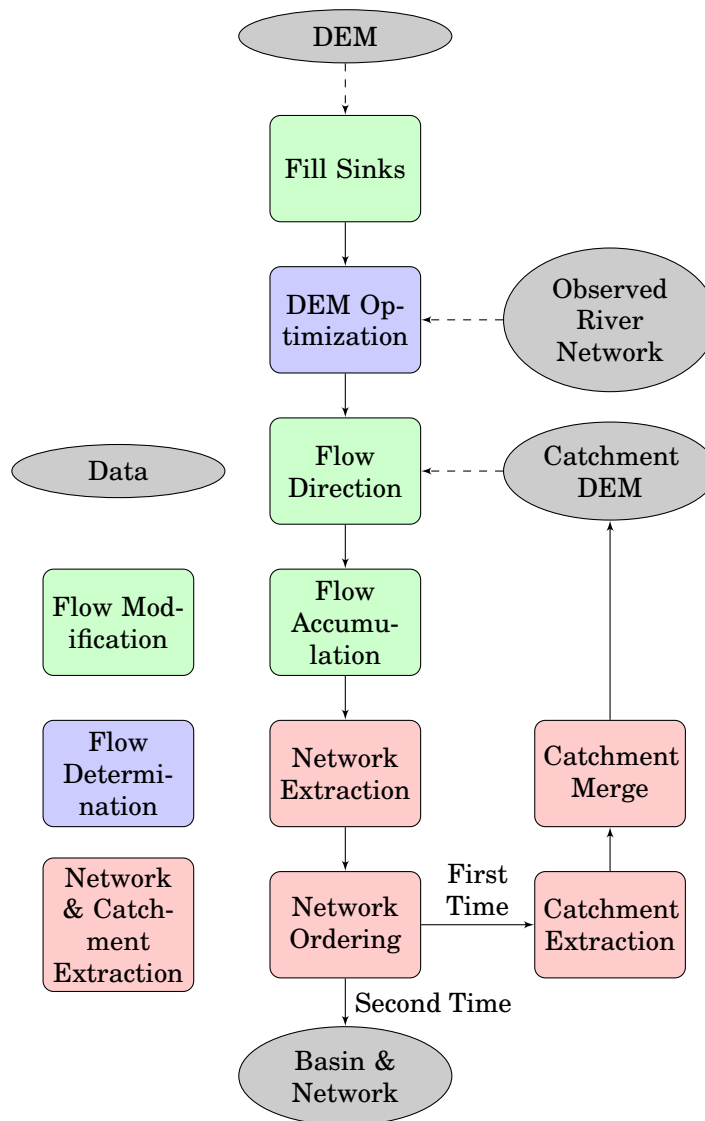 DEM
Fill Sinks
DEM Op-
timization
Observed
River
Network
Data
Flow
Direction
Catchment
DEM
Flow Mod-
ification
Flow
Accumu-
lation
Flow
Determi-
nation
Network
Extraction
Catchment
Merge
Network
& Catch-
ment
Extraction
Network
Ordering
First
Time
Catchment
Extraction
Second Time
Basin &
Network